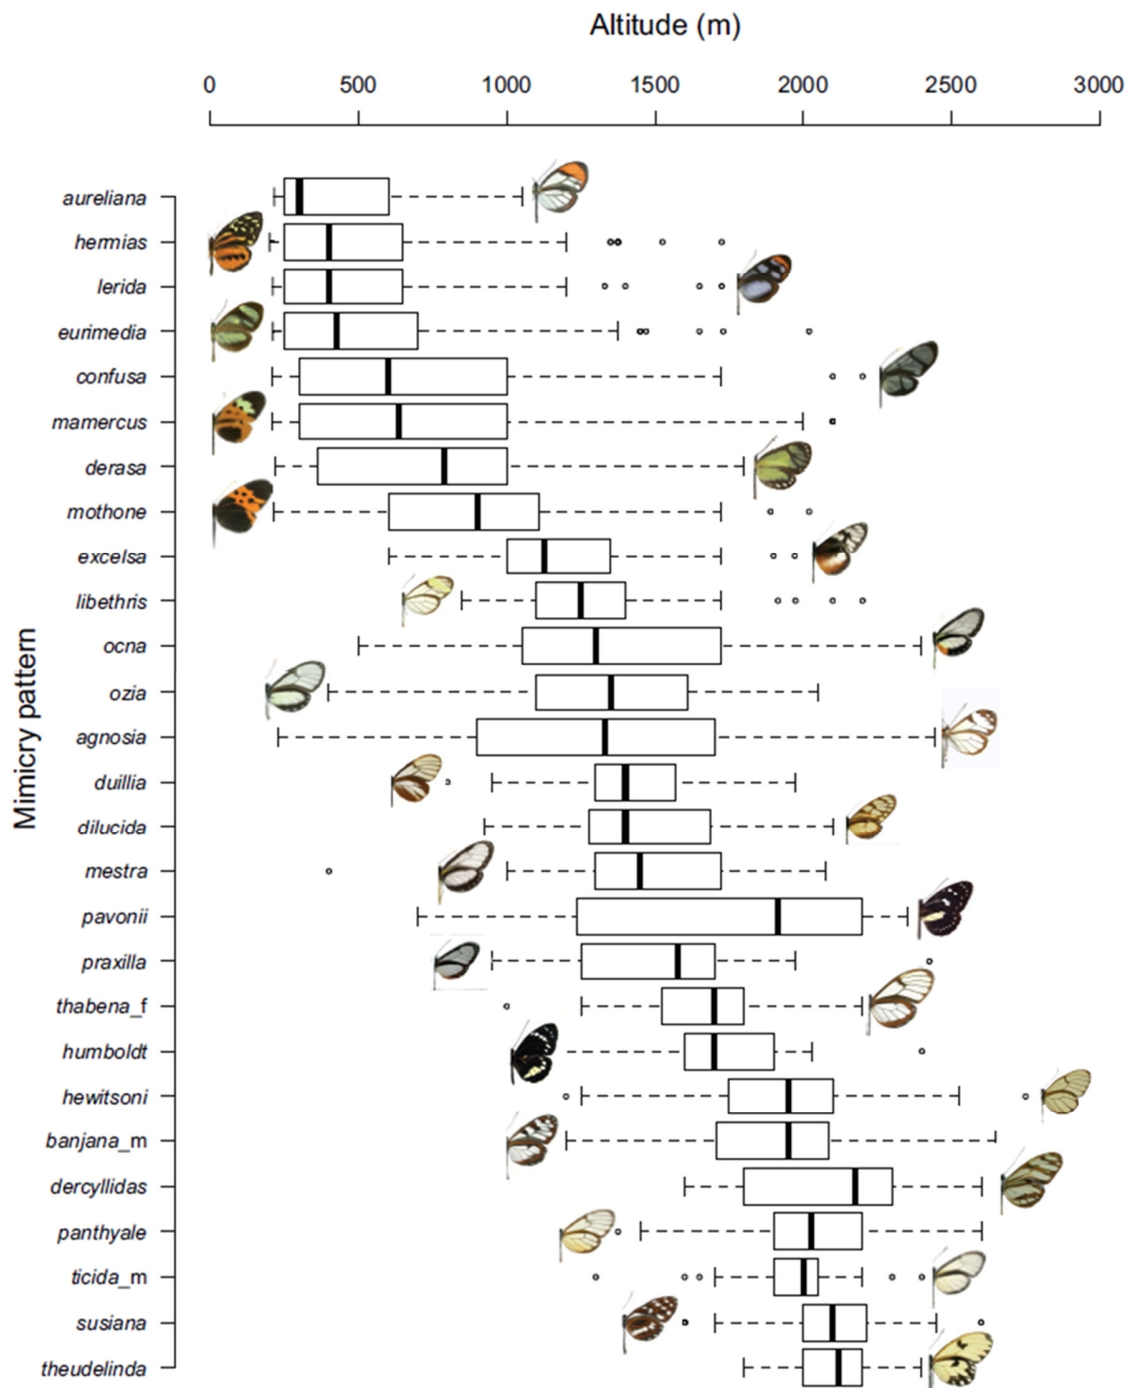 Altitude (m)
0 500 1000 1500 2000 2500 3000
Mimicry pattern
aureliana
hermias
lerida
eurimedia
confusa
mamercus
derasa
mothone
excelsa
libethris
ocna
ozia
agnosia
duillia
dilucida
mestra
pavonii
praxilla
thabena_f
humboldt
hewitsoni
banjana_m
dercyllidas
panthyale
ticida_m
susiana
theudelinda